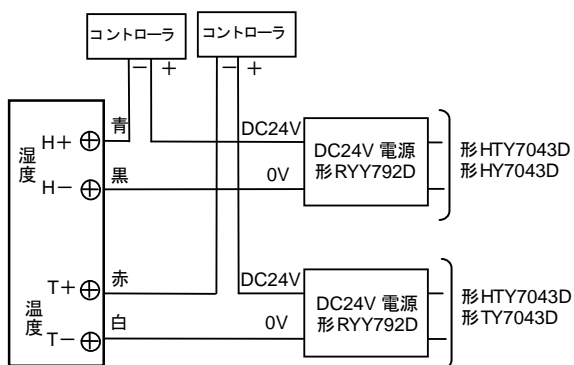 コントローラ
コントローラ
－ ＋
－ ＋
湿度
H＋
青
H－
黒
DC24V
0V
DC24V 電源
形RYY792D
形HTY7043D
形HY7043D
温度
T＋
赤
T－
白
DC24V
0V
DC24V 電源
形RYY792D
形HTY7043D
形TY7043D